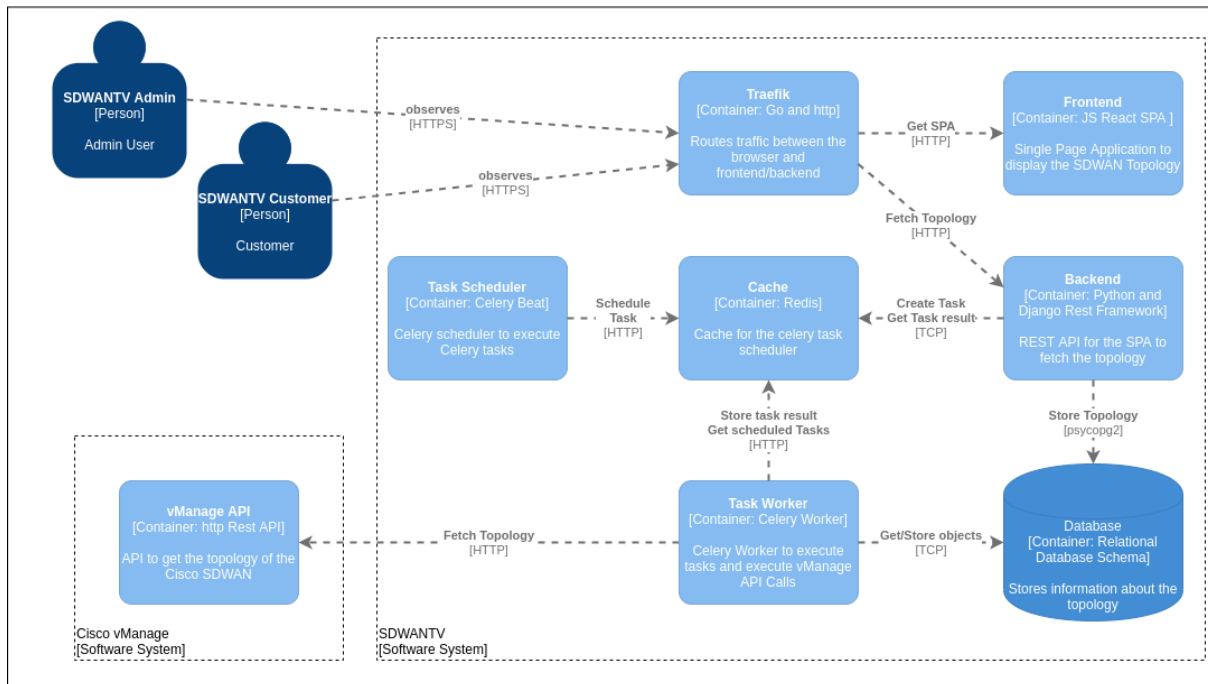 SDWANTV Admin
[Person]
Admin User
SDWANTV Customer
[Person]
Customer
observes
[HTTPS]
observes
[HTTPS]
Traefik
[Container: Go and http]
Routes traffic between the
browser and
frontend/backend
Get SPA
[HTTP]
Frontend
[Container: JS React SPA ]
Single Page Application to
display the SDWAN Topology
Fetch Topology
[HTTP]
Task Scheduler
[Container: Celery Beat]
Celery scheduler to execute
Celery tasks
Schedule
Task
[HTTP]
Cache
[Container: Redis]
Cache for the celery task
scheduler
Create Task
Get Task result
[TCP]
Backend
[Container: Python and
Django Rest Framework]
REST API for the SPA to
fetch the topology
Store task result
Get scheduled Tasks
[HTTP]
Store Topology
[psycopg2]
vManage API
[Container: http Rest API]
API to get the topology of the
Cisco SDWAN
Fetch Topology
[HTTP]
Task Worker
[Container: Celery Worker]
Celery Worker to execute
tasks and execute vManage
API Calls
Get/Store objects
[TCP]
Database
[Container: Relational
Database Schema]
Stores information about the
topology
Cisco vManage
[Software System]
SDWANTV
[Software System]